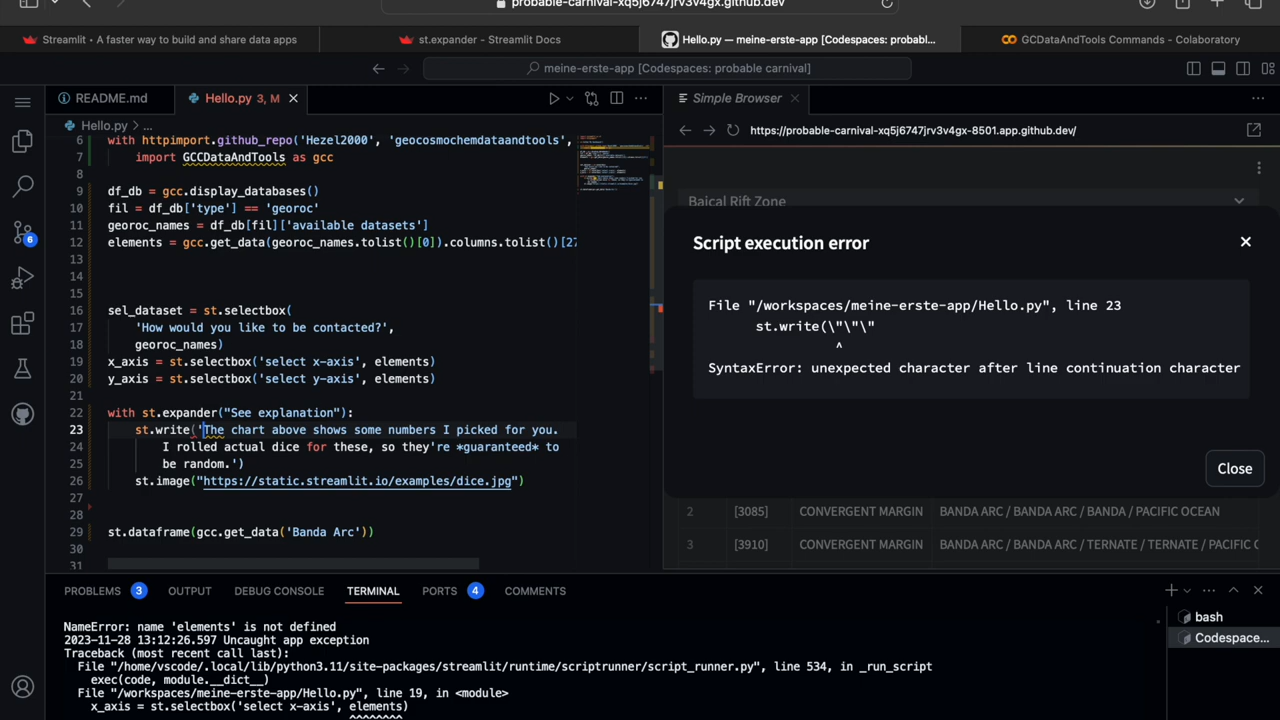 probable-carnival-xq5j6747jrv3v4gx.github.dev
Streamlit • A faster way to build and share data apps
st.expander - Streamlit Docs
Hello.py — meine-erste-app [Codespaces: probabl...
GCDataAndTools Commands - Colaboratory
meine-erste-app [Codespaces: probable carnival]
README.md
Hello.py 3, M
Simple Browser
Hello.py > ...
https://probable-carnival-xq5j6747jrv3v4gx-8501.app.github.dev/
6 with httpimport.github_repo('Hezel2000', 'geocosmochemdataandtools',
7 import GCCDataAndTools as gcc
8
9 df_db = gcc.display_databases()
10 fil = df_db['type'] == 'georoc'
11 georoc_names = df_db[fil]['available datasets']
12 elements = gcc.get_data(georoc_names.tolist()[0]).columns.tolist()[27
13
14
15
16 sel_dataset = st.selectbox(
17 'How would you like to be contacted?',
18 georoc_names)
19 x_axis = st.selectbox('select x-axis', elements)
20 y_axis = st.selectbox('select y-axis', elements)
21
22 with st.expander("See explanation"):
23 st.write('The chart above shows some numbers I picked for you.
24 I rolled actual dice for these, so they're *guaranteed* to
25 be random.')
26 st.image("https://static.streamlit.io/examples/dice.jpg")
27
28
29 st.dataframe(gcc.get_data('Banda Arc'))
30
31
6
Baical Rift Zone
Script execution error
File "/workspaces/meine-erste-app/Hello.py", line 23
st.write(\"\"\"
^
SyntaxError: unexpected character after line continuation character
Close
2 [3085] CONVERGENT MARGIN BANDA ARC / BANDA ARC / BANDA / PACIFIC OCEAN
3 [3910] CONVERGENT MARGIN BANDA ARC / BANDA ARC / TERNATE / TERNATE / PACIFIC
PROBLEMS 3 OUTPUT DEBUG CONSOLE TERMINAL PORTS 4 COMMENTS
bash
Codespace...
NameError: name 'elements' is not defined
2023-11-28 13:12:26.597 Uncaught app exception
Traceback (most recent call last):
File "/home/vscode/.local/lib/python3.11/site-packages/streamlit/runtime/scriptrunner/script_runner.py", line 534, in _run_script
exec(code, module.__dict__)
File "/workspaces/meine-erste-app/Hello.py", line 19, in <module>
x_axis = st.selectbox('select x-axis', elements)
^^^^^^^^